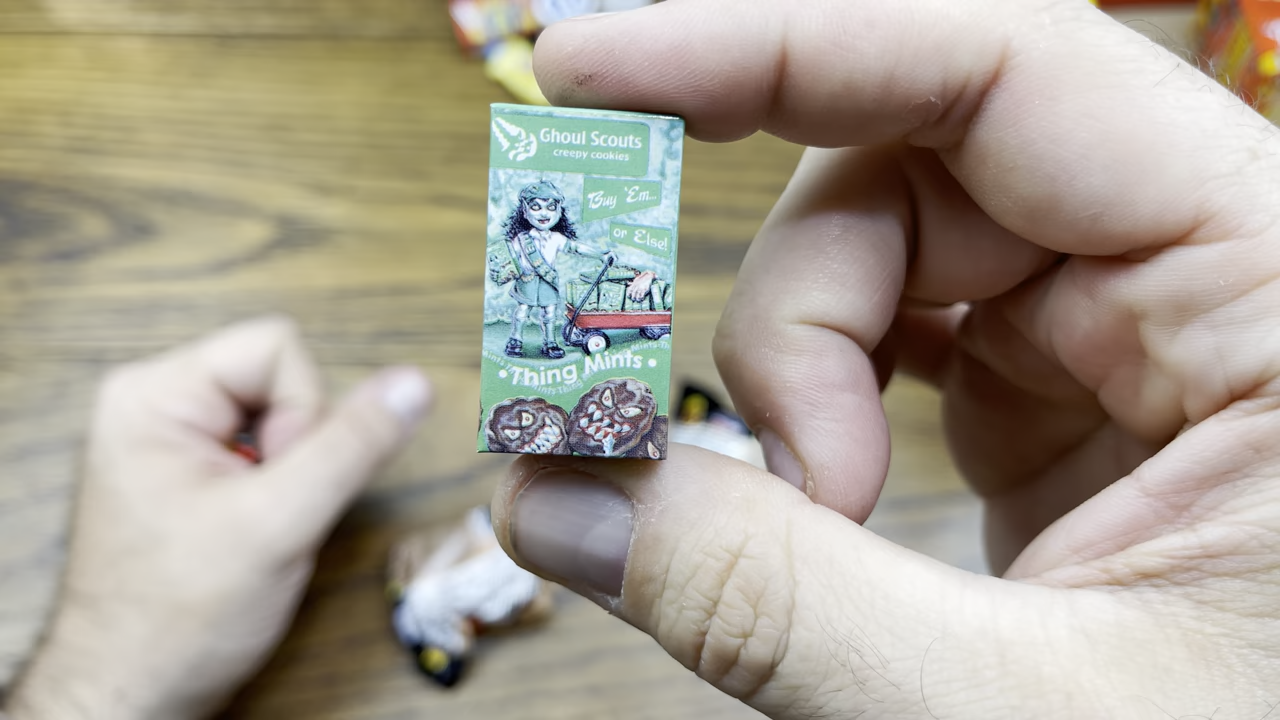 Ghoul Scouts
creepy cookies
Buy 'Em...
or Else!
• Thing Mints •